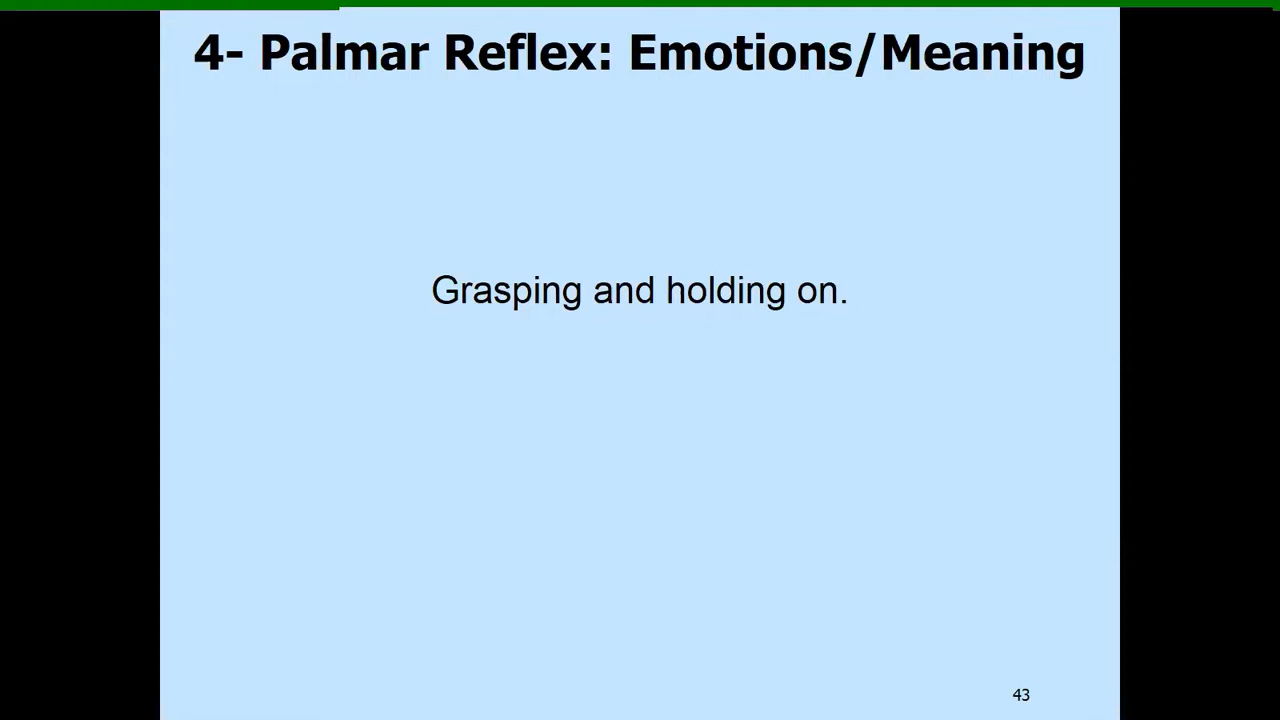 4- Palmar Reflex: Emotions/Meaning
Grasping and holding on.
43